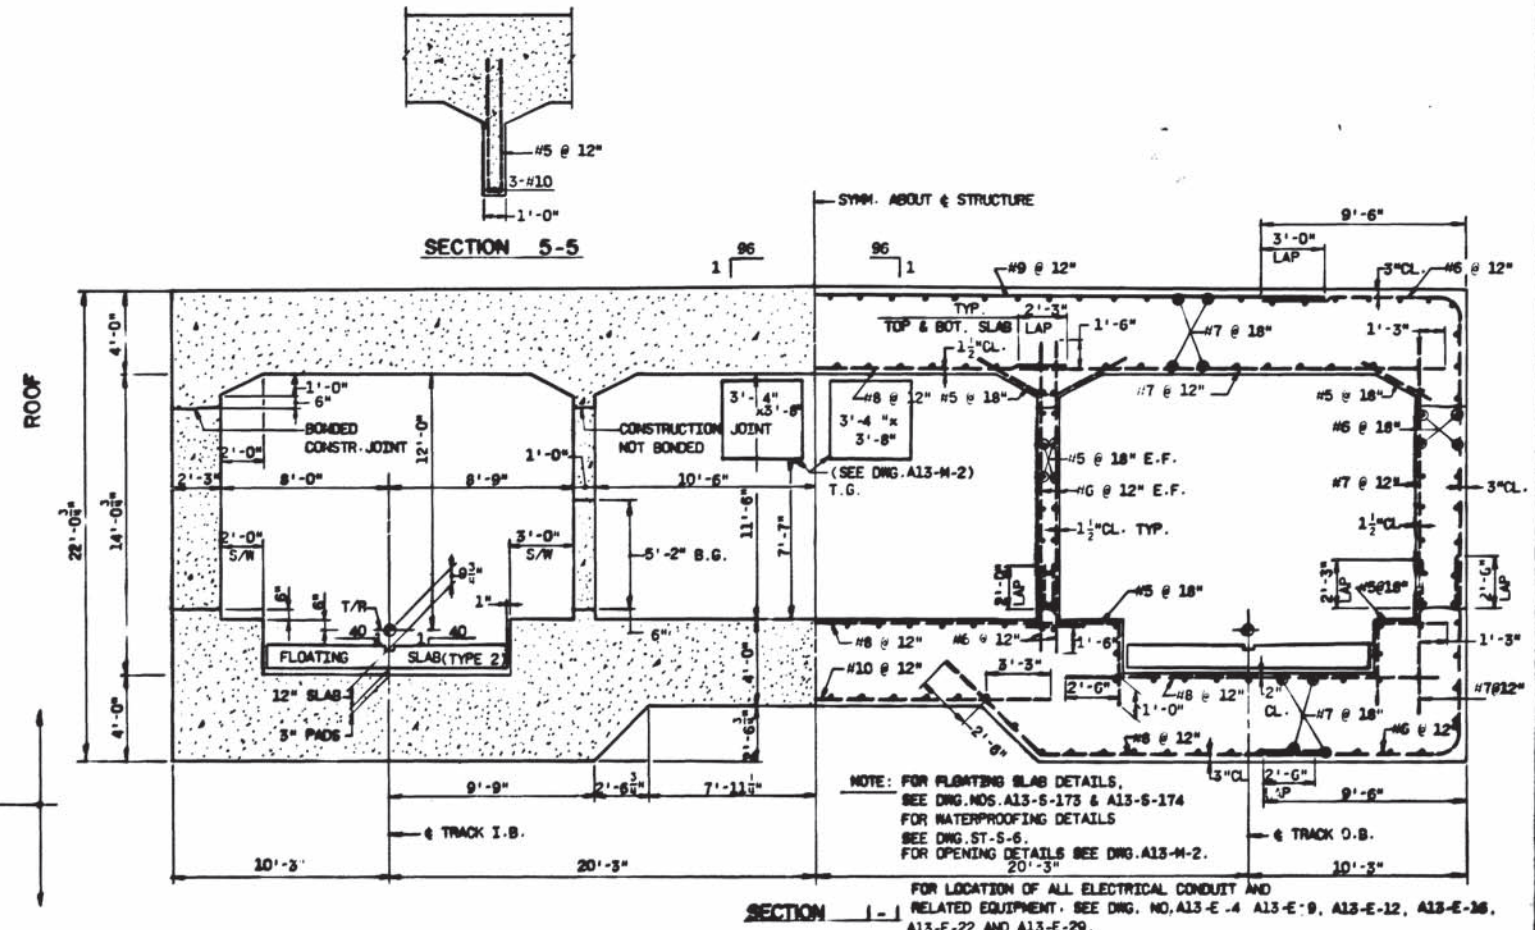 #5 @ 12"
3-#10
1'-0"
SECTION 5-5
SYMM. ABOUT ℄ STRUCTURE
96
1
96
1
9'-6"
3'-0"
LAP
#9 @ 12"
3"CL.
#6 @ 12"
TYP.
TOP & BOT. SLAB
2'-3"
LAP
1'-6"
#7 @ 18"
1'-3"
1½"CL.
4'-0"
ROOF
1'-0"
6"
BONDED
CONSTR.JOINT
12'-0"
CONSTRUCTION JOINT
NOT BONDED
3'-4"
x3'-8"
3'-4 "x
3'-8"
#8 @ 12"
#5 @ 18"
#7 @ 12"
#5 @ 18"
#6 @ 18"
2'-0"
1'-0"
(SEE DWG.A13-M-2)
T.G.
#5 @ 18" E.F.
#6 @ 12" E.F.
#7 @ 12"
3"CL.
2'-3"
8'-0"
8'-9"
10'-6"
22'-0¾"
14'-0¾"
11'-6"
7'-7"
1½"CL. TYP.
1½"CL
2'-0"
S/W
3'-0"
S/W
5'-2" B.G.
9¾"
1"
2'-0"
LAP
2'-3"
LAP
#5@18"
2'-6"
LAP
#5 @ 18"
6"
6"
T/R
40
1
40
6"
FLOATING SLAB(TYPE 2)
#8 @ 12"
#6 @ 12"
1'-6"
1'-3"
12" SLAB
3" PADS
4'-0"
4'-0"
2'-6¾"
#10 @ 12"
3'-3"
2'-6"
#8 @ 12"
1'-0"
2"
CL.
#7 @ 18"
#7@12"
#6 @ 12"
2'-6"
#8 @ 12"
3"CL
2'-6"
LAP
9'-6"
9'-9"
2'-6¾"
7'-11¼"
NOTE: FOR FLOATING SLAB DETAILS,
SEE DWG.NOS.A13-S-173 & A13-S-174
FOR WATERPROOFING DETAILS
SEE DWG.ST-S-6.
FOR OPENING DETAILS SEE DWG.A13-M-2.
℄ TRACK I.B.
℄ TRACK O.B.
10'-3"
20'-3"
20'-3"
10'-3"
SECTION 1-1
FOR LOCATION OF ALL ELECTRICAL CONDUIT AND
RELATED EQUIPMENT. SEE DWG. NO.A13-E-4 A13-E-9, A13-E-12, A13-E-16,
A13-E-22 AND A13-E-29.